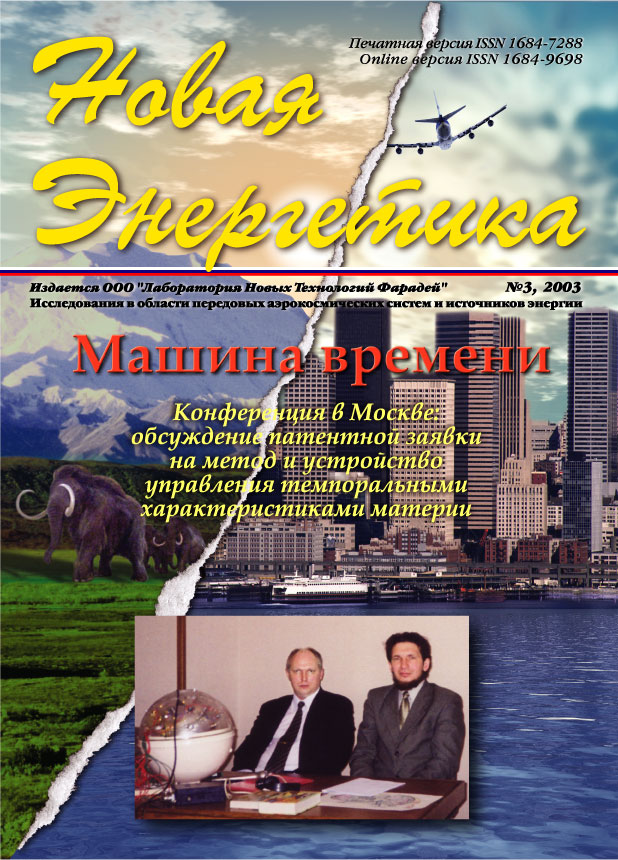 Печатная версия ISSN 1684-7288
Online версия ISSN 1684-9698
Новая
Энергетика
Издается ООО "Лаборатория Новых Технологий Фарадей" №3, 2003
Исследования в области передовых аэрокосмических систем и источников энергии
Машина времени
Конференция в Москве:
обсуждение патентной заявки
на метод и устройство
управления темпоральными
характеристиками материи